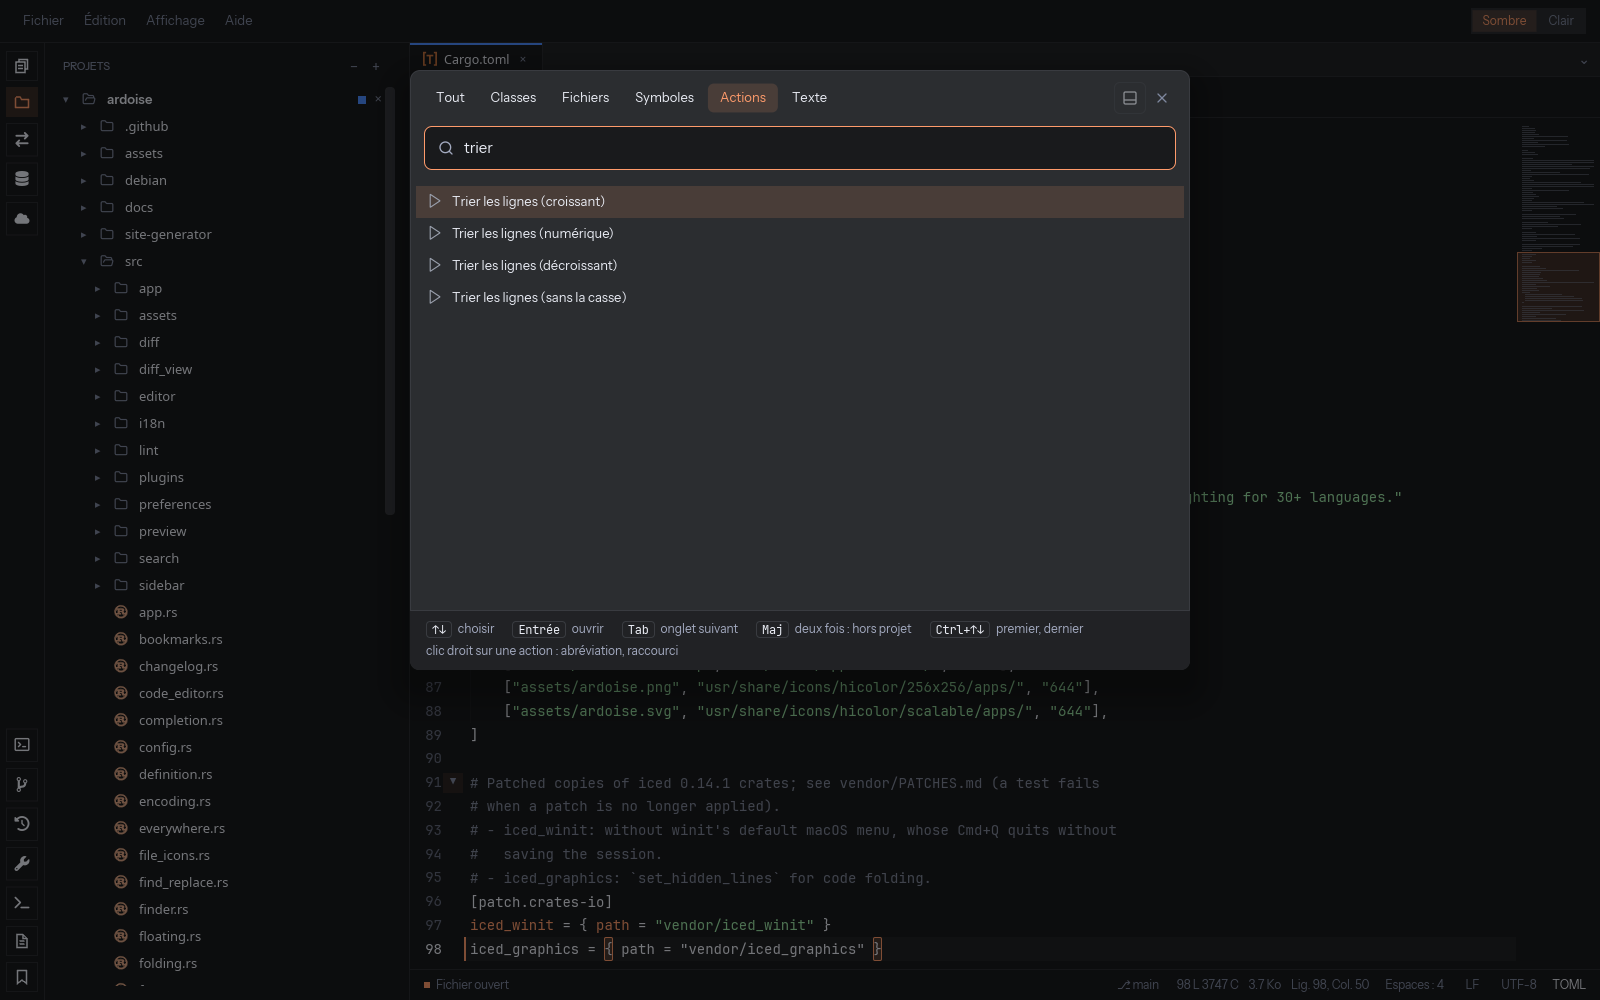 Fichier Édition Affichage Aide Sombre Clair
PROJETS − +
[T] Cargo.toml ×
Tout Classes Fichiers Symboles Actions Texte
trier
Trier les lignes (croissant)
Trier les lignes (numérique)
Trier les lignes (décroissant)
Trier les lignes (sans la casse)
↑↓ choisir Entrée ouvrir Tab onglet suivant Maj deux fois : hors projet Ctrl+↑↓ premier, dernier
clic droit sur une action : abréviation, raccourci
ardoise ×
.github
assets
debian
docs
site-generator
src
app
assets
diff
diff_view
editor
i18n
lint
plugins
preferences
preview
search
sidebar
app.rs
bookmarks.rs
changelog.rs
code_editor.rs
completion.rs
config.rs
definition.rs
encoding.rs
everywhere.rs
file_icons.rs
find_replace.rs
finder.rs
floating.rs
folding.rs
ghting for 30+ languages."
87 ["assets/ardoise.png", "usr/share/icons/hicolor/256x256/apps/", "644"],
88 ["assets/ardoise.svg", "usr/share/icons/hicolor/scalable/apps/", "644"],
89 ]
90
91 # Patched copies of iced 0.14.1 crates; see vendor/PATCHES.md (a test fails
92 # when a patch is no longer applied).
93 # - iced_winit: without winit's default macOS menu, whose Cmd+Q quits without
94 #   saving the session.
95 # - iced_graphics: `set_hidden_lines` for code folding.
96 [patch.crates-io]
97 iced_winit = { path = "vendor/iced_winit" }
98 iced_graphics = { path = "vendor/iced_graphics" }
Fichier ouvert main 98 L 3747 C 3.7 Ko Lig. 98, Col. 50 Espaces : 4 LF UTF-8 TOML